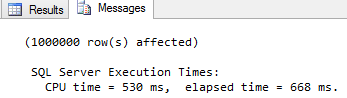 Results Messages
(1000000 row(s) affected)
SQL Server Execution Times:
CPU time = 530 ms, elapsed time = 668 ms.